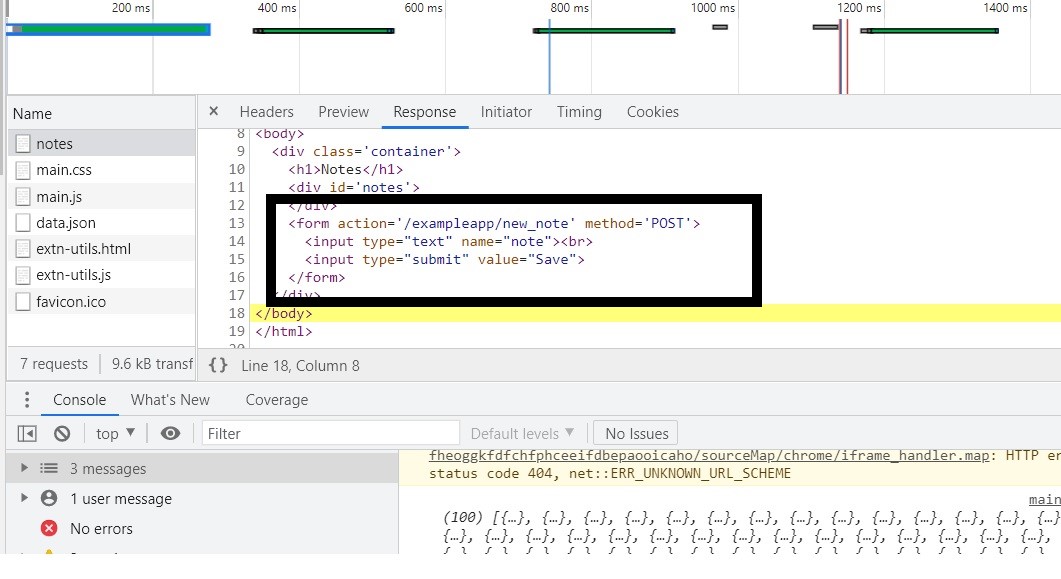 200 ms
400 ms
600 ms
800 ms
1000 ms
1200 ms
1400 ms
Name
notes
main.css
main.js
data.json
extn-utils.html
extn-utils.js
favicon.ico
7 requests
9.6 kB transf
Headers
Preview
Response
Initiator
Timing
Cookies
8 <body>
9 <div class='container'>
10 <h1>Notes</h1>
11 <div id='notes'>
12 </div>
13 <form action='/exampleapp/new_note' method='POST'>
14 <input type="text" name="note"><br>
15 <input type="submit" value="Save">
16 </form>
17 </div>
18 </body>
19 </html>
20
{} Line 18, Column 8
Console
What's New
Coverage
top
Filter
Default levels
No Issues
3 messages
1 user message
No errors
fheoggkfdfchfphceeifdbepaooicaho/sourceMap/chrome/iframe_handler.map: HTTP er
status code 404, net::ERR_UNKNOWN_URL_SCHEME
main
(100) [{…}, {…}, {…}, {…}, {…}, {…}, {…}, {…}, {…}, {…}, {…}, {…}, {…}, {…}
{…}, {…}, {…}, {…}, {…}, {…}, {…}, {…}, {…}, {…}, {…}, {…}, {…}, {…}, {…},